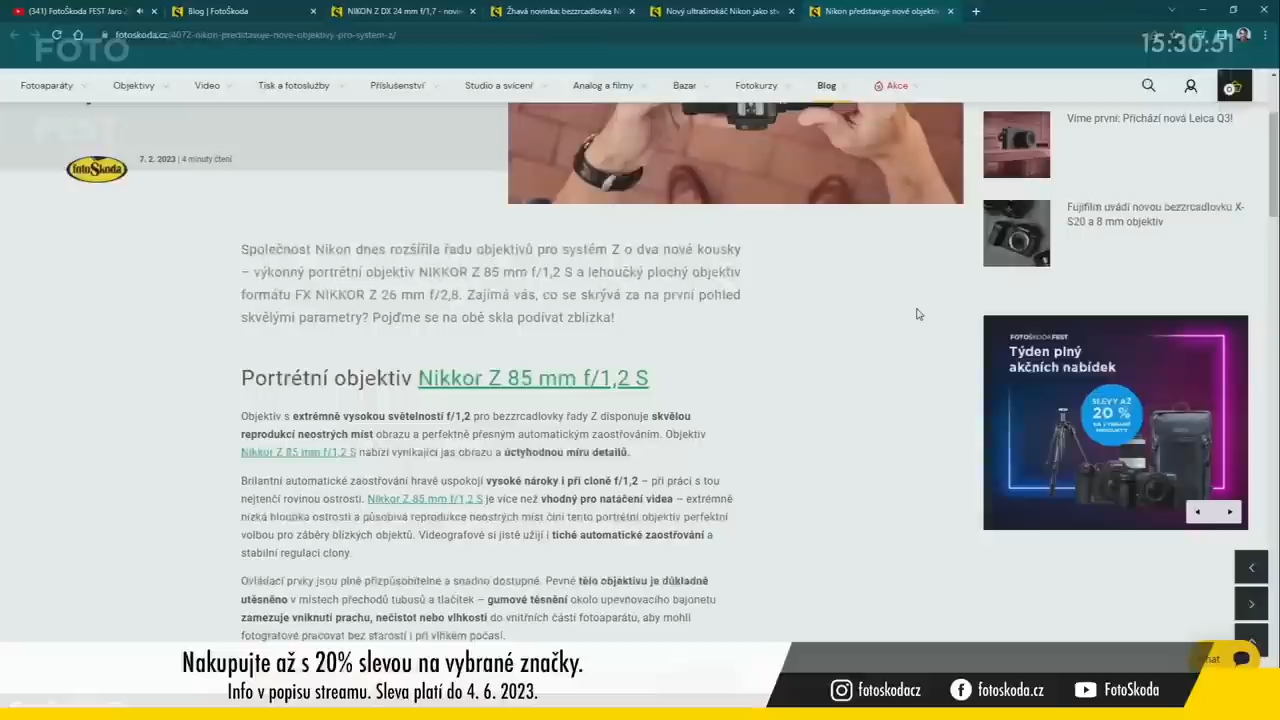 (341) FotoŠkoda FEST Jaro
Blog | FotoŠkoda
NIKON Z DX 24 mm f/1,7 - novin
Žhavá novinka: bezzrcadlovka N
Nový ultraširokáč Nikon jako st
Nikon představuje nové objektiv
fotoskoda.cz/4072-nikon-predstavuje-nove-objektivy-pro-system-z/
FOTO
15:30:51
Fotoaparáty
Objektivy
Video
Tisk a fotoslužby
Příslušenství
Studio a svícení
Analog a filmy
Bazar
Fotokurzy
Blog
Akce
FEST
fotoŠkoda
7. 2. 2023 | 4 minuty čtení
Víme první: Přichází nová Leica Q3!
Fujifilm uvádí novou bezzrcadlovku X-
S20 a 8 mm objektiv
Společnost Nikon dnes rozšířila řadu objektivů pro systém Z o dva nové kousky
– výkonný portrétní objektiv NIKKOR Z 85 mm f/1,2 S a lehoučký plochý objektiv
formátu FX NIKKOR Z 26 mm f/2,8. Zajímá vás, co se skrývá za na první pohled
skvělými parametry? Pojďme se na obě skla podívat zblízka!
Portrétní objektiv Nikkor Z 85 mm f/1,2 S
Objektiv s extrémně vysokou světelností f/1,2 pro bezzrcadlovky řady Z disponuje skvělou
reprodukcí neostrých míst obrazu a perfektně přesným automatickým zaostřováním. Objektiv
Nikkor Z 85 mm f/1,2 S nabízí vynikající jas obrazu a úctyhodnou míru detailů.
Brilantní automatické zaostřování hravě uspokojí vysoké nároky i při cloně f/1,2 – při práci s tou
nejtenčí rovinou ostrosti. Nikkor Z 85 mm f/1,2 S je více než vhodný pro natáčení videa – extrémně
nízká hloubka ostrosti a působivá reprodukce neostrých míst činí tento portrétní objektiv perfektní
volbou pro záběry blízkých objektů. Videografové si jistě užijí i tiché automatické zaostřování a
stabilní regulaci clony.
Ovládací prvky jsou plně přizpůsobitelné a snadno dostupné. Pevné tělo objektivu je důkladně
utěsněno v místech přechodů tubusů a tlačítek – gumové těsnění okolo upevňovacího bajonetu
zamezuje vniknutí prachu, nečistot nebo vlhkosti do vnitřních částí fotoaparátu, aby mohli
fotografové pracovat bez starostí i při vlhkém počasí.
FOTOŠKODA FEST
Týden plný
akčních nabídek
SLEVY AŽ
20 %
NA VYBRANÉ
PRODUKTY
Chat
Nakupujte až s 20% slevou na vybrané značky.
Info v popisu streamu. Sleva platí do 4. 6. 2023.
fotoskodacz
fotoskoda.cz
FotoSkoda